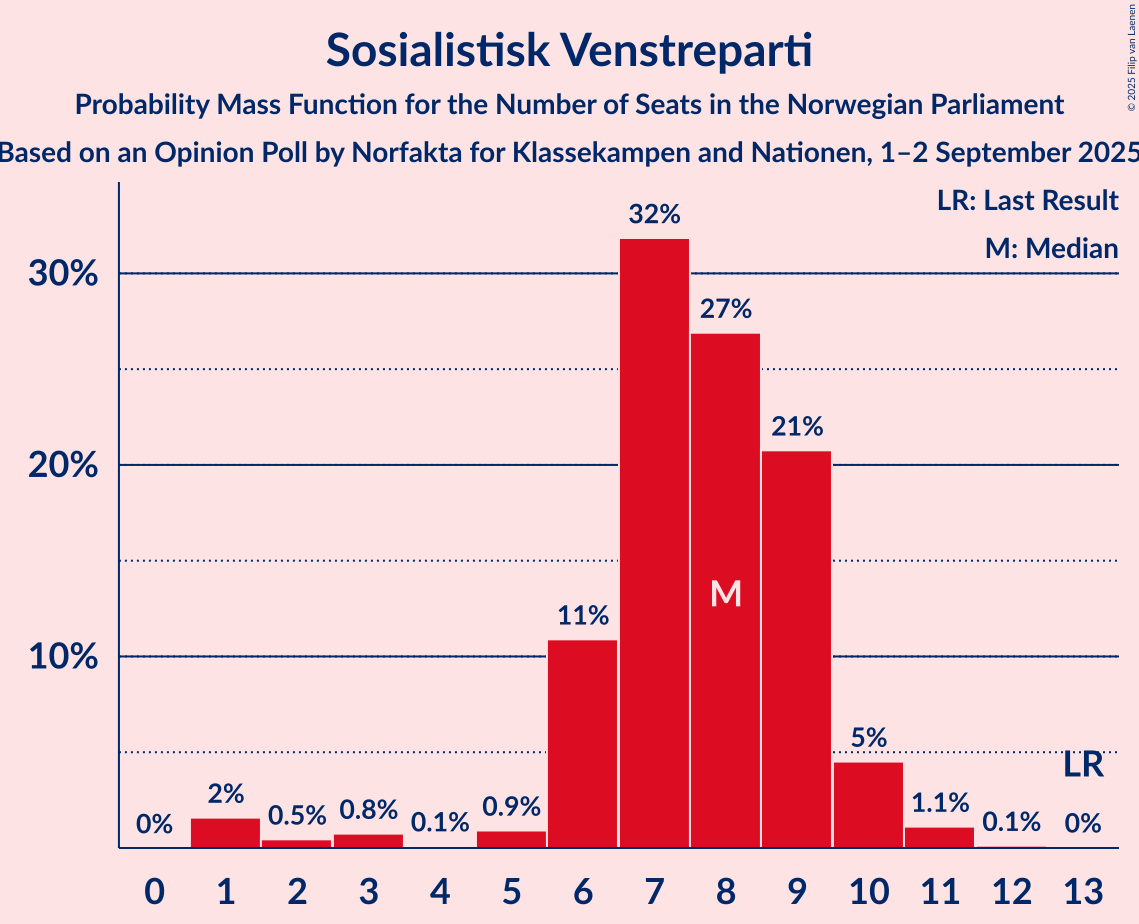 Sosialistisk Venstreparti
Probability Mass Function for the Number of Seats in the Norwegian Parliament
Based on an Opinion Poll by Norfakta for Klassekampen and Nationen, 1–2 September 2025
© 2025 Filip van Laenen
LR: Last Result
M: Median
30%
20%
10%
0%
2%
0.5%
0.8%
0.1%
0.9%
11%
32%
27%
21%
5%
1.1%
0.1%
0%
M
LR
0 1 2 3 4 5 6 7 8 9 10 11 12 13